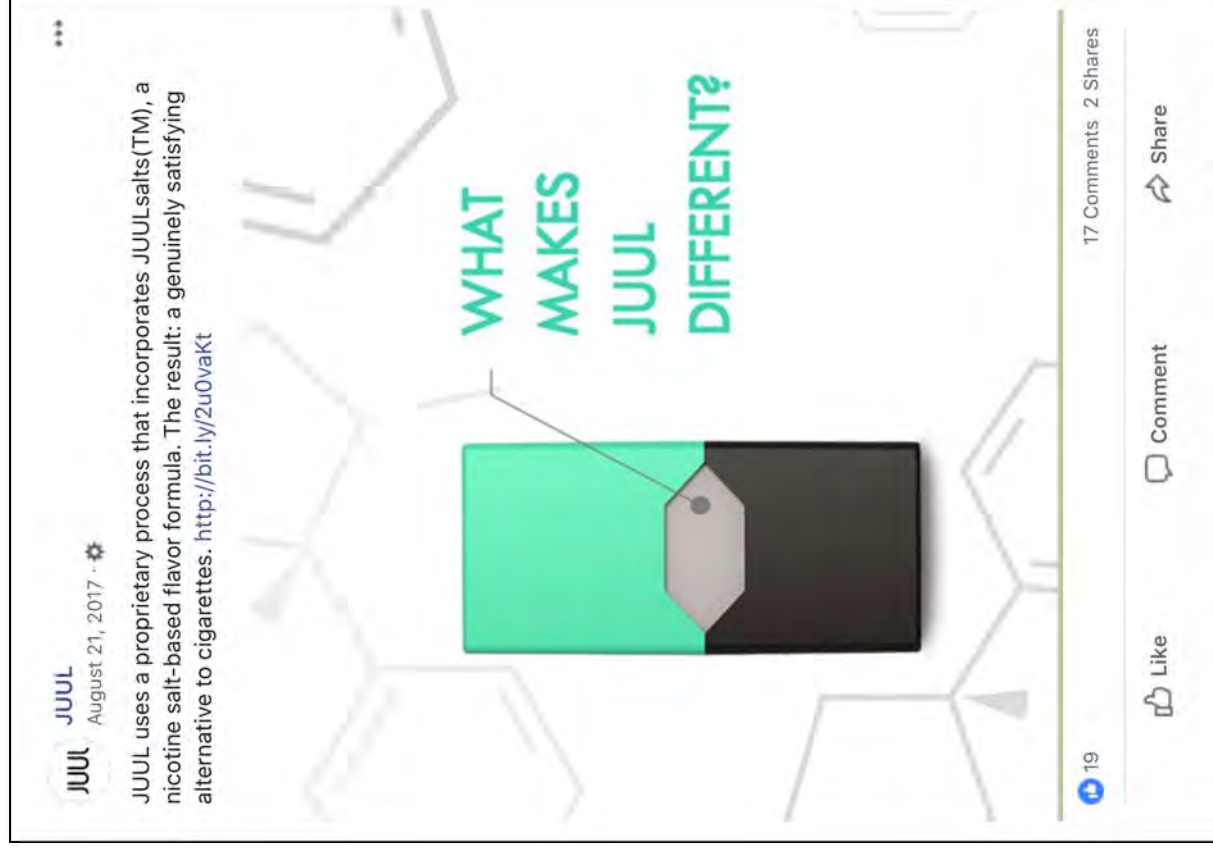 JUUL
JUUL
August 21, 2017 ·
JUUL uses a proprietary process that incorporates JUULsalts(TM), a
nicotine salt-based flavor formula. The result: a genuinely satisfying
alternative to cigarettes. http://bit.ly/2u0vaKt
WHAT
MAKES
JUUL
DIFFERENT?
19
17 Comments 2 Shares
Like Comment Share